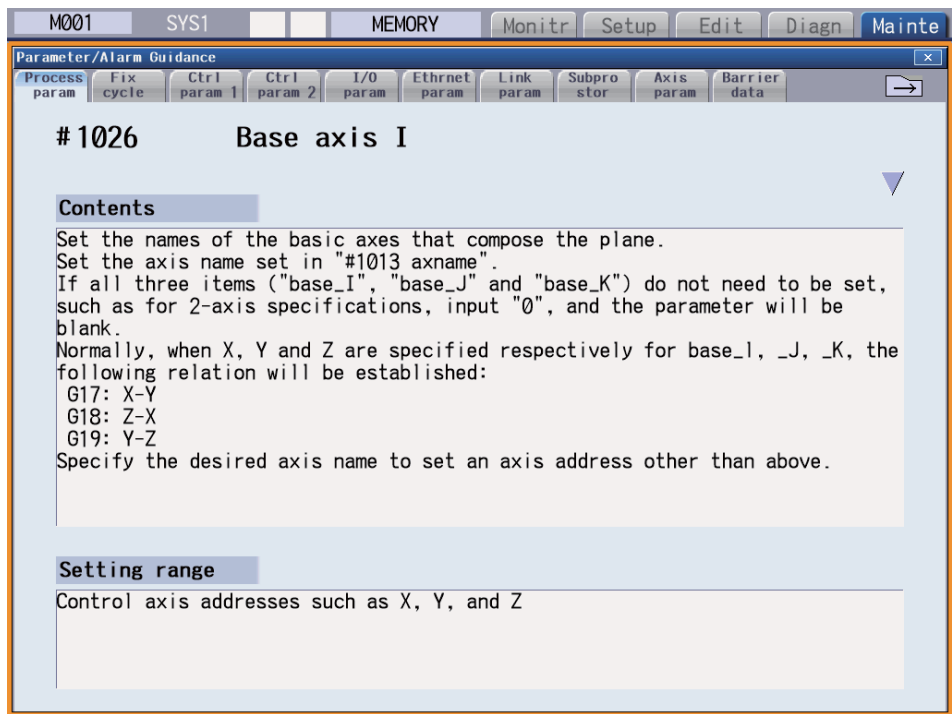 M001 SYS1 MEMORY Monitr Setup Edit Diagn Mainte
Parameter/Alarm Guidance
Process param Fix cycle Ctrl param 1 Ctrl param 2 I/O param Ethrnet param Link param Subpro stor Axis param Barrier data
#1026 Base axis I
Contents
Set the names of the basic axes that compose the plane.
Set the axis name set in "#1013 axname".
If all three items ("base_I", "base_J" and "base_K") do not need to be set,
such as for 2-axis specifications, input "0", and the parameter will be
blank.
Normally, when X, Y and Z are specified respectively for base_l, _J, _K, the
following relation will be established:
G17: X-Y
G18: Z-X
G19: Y-Z
Specify the desired axis name to set an axis address other than above.
Setting range
Control axis addresses such as X, Y, and Z